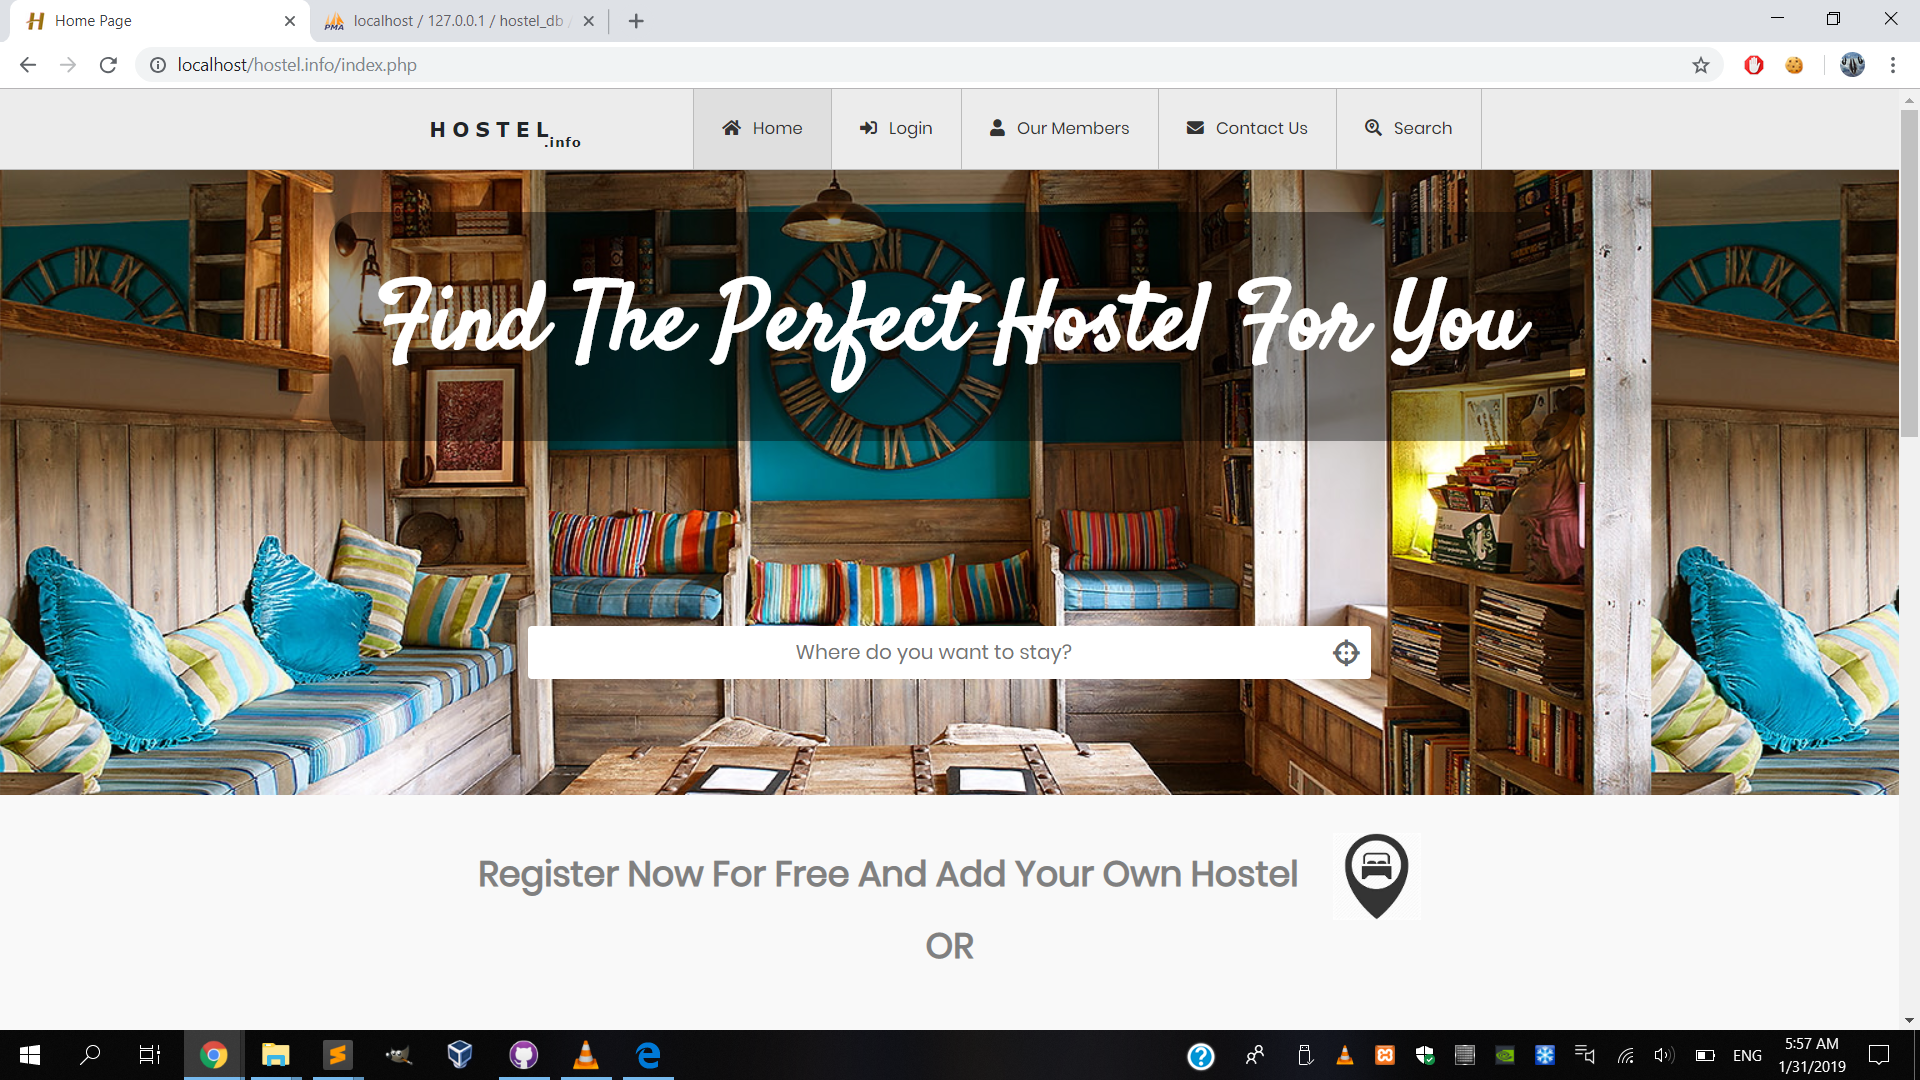 Home Page
localhost / 127.0.0.1 / hostel_db
localhost/hostel.info/index.php
HOSTEL.info
Home
Login
Our Members
Contact Us
Search
Find The Perfect Hostel For You
Where do you want to stay?
Register Now For Free And Add Your Own Hostel
OR
ENG
5:57 AM
1/31/2019